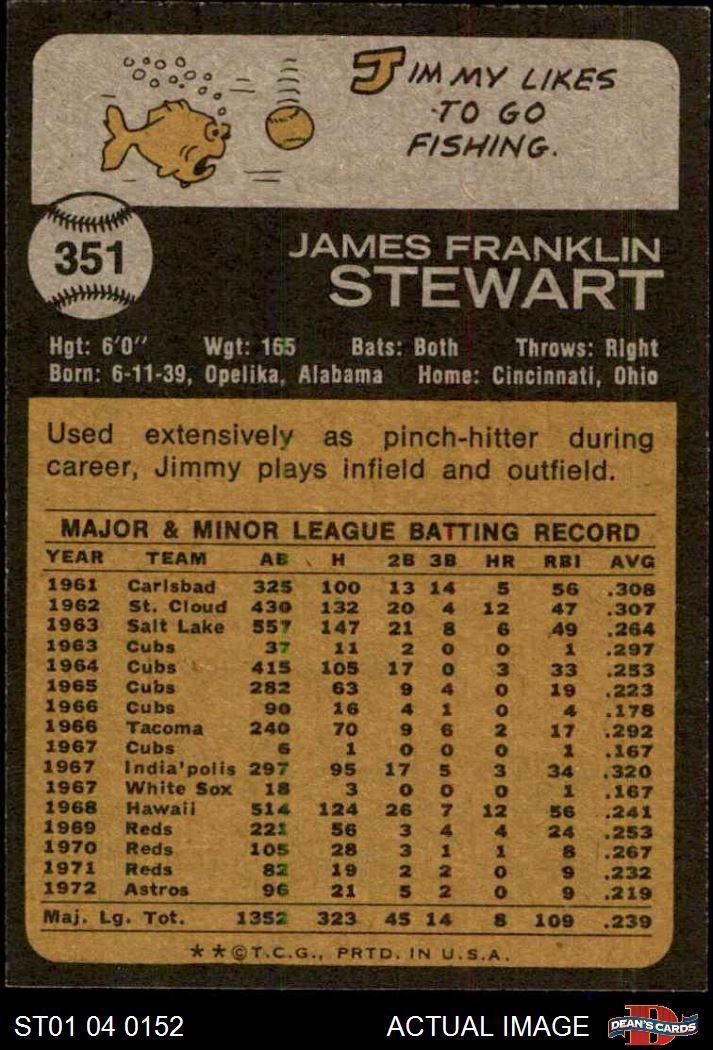 JIMMY LIKES
TO GO
FISHING.
351
JAMES FRANKLIN
STEWART
Hgt: 6'0" Wgt: 165 Bats: Both Throws: Right
Born: 6-11-39, Opelika, Alabama Home: Cincinnati, Ohio
Used extensively as pinch-hitter during
career, Jimmy plays infield and outfield.
MAJOR & MINOR LEAGUE BATTING RECORD
YEAR TEAM AB H 2B 3B HR RBI AVG
1961 Carlsbad 325 100 13 14 5 56 .308
1962 St. Cloud 430 132 20 4 12 47 .307
1963 Salt Lake 557 147 21 8 6 49 .264
1963 Cubs 37 11 2 0 0 1 .297
1964 Cubs 415 105 17 0 3 33 .253
1965 Cubs 282 63 9 4 0 19 .223
1966 Cubs 90 16 4 1 0 4 .178
1966 Tacoma 240 70 9 6 2 17 .292
1967 Cubs 6 1 0 0 0 1 .167
1967 India'polis 297 95 17 5 3 34 .320
1967 White Sox 18 3 0 0 0 1 .167
1968 Hawaii 514 124 26 7 12 56 .241
1969 Reds 221 56 3 4 4 24 .253
1970 Reds 105 28 3 1 1 8 .267
1971 Reds 82 19 2 2 0 9 .232
1972 Astros 96 21 5 2 0 9 .219
Maj. Lg. Tot. 1352 323 45 14 8 109 .239
**©T.C.G., PRTD. IN U.S.A.
ST01 04 0152 ACTUAL IMAGE DEAN'S CARDS